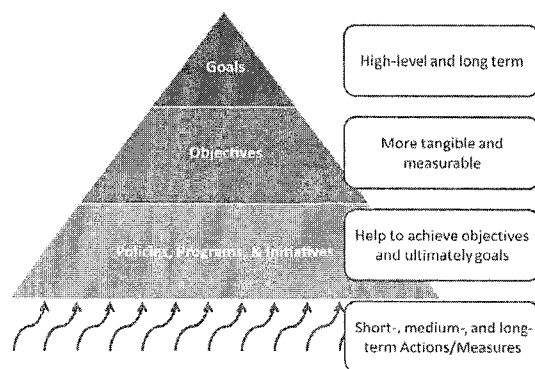 Goals
High-level and long term
Objectives
More tangible and
measurable
Policies, Programs, & Initiatives
Help to achieve objectives
and ultimately goals
Short-, medium-, and long-
term Actions/Measures